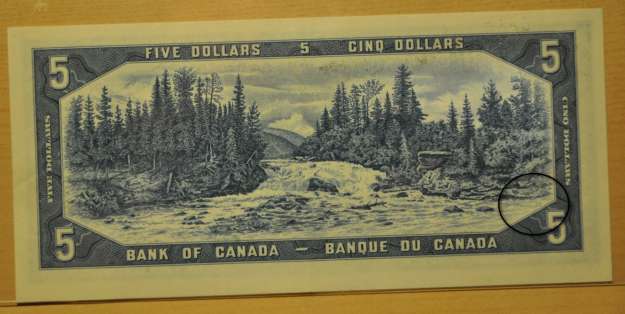 FIVE DOLLARS 5 CINQ DOLLARS
5 5
FIVE DOLLARS
CINQ DOLLARS
5 5
BANK OF CANADA — BANQUE DU CANADA